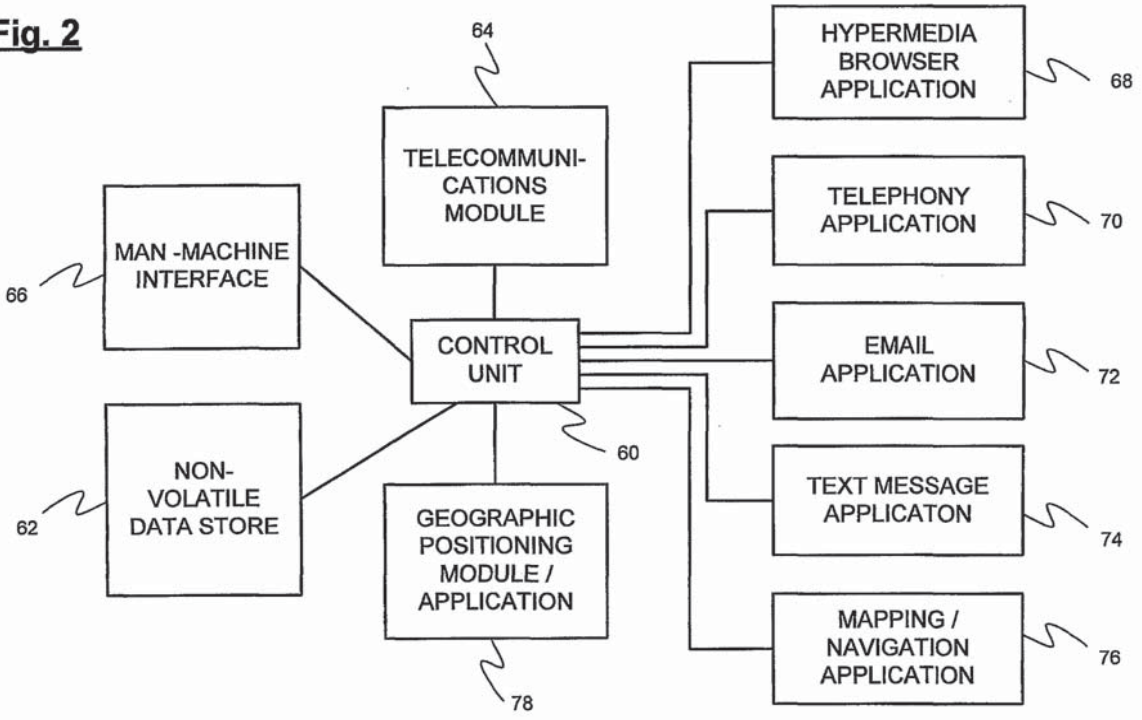 Fig. 2
64
TELECOMMUNI-
CATIONS
MODULE
MAN -MACHINE
INTERFACE
66
CONTROL
UNIT
60
NON-
VOLATILE
DATA STORE
62
GEOGRAPHIC
POSITIONING
MODULE /
APPLICATION
78
HYPERMEDIA
BROWSER
APPLICATION
68
TELEPHONY
APPLICATION
70
EMAIL
APPLICATION
72
TEXT MESSAGE
APPLICATON
74
MAPPING /
NAVIGATION
APPLICATION
76